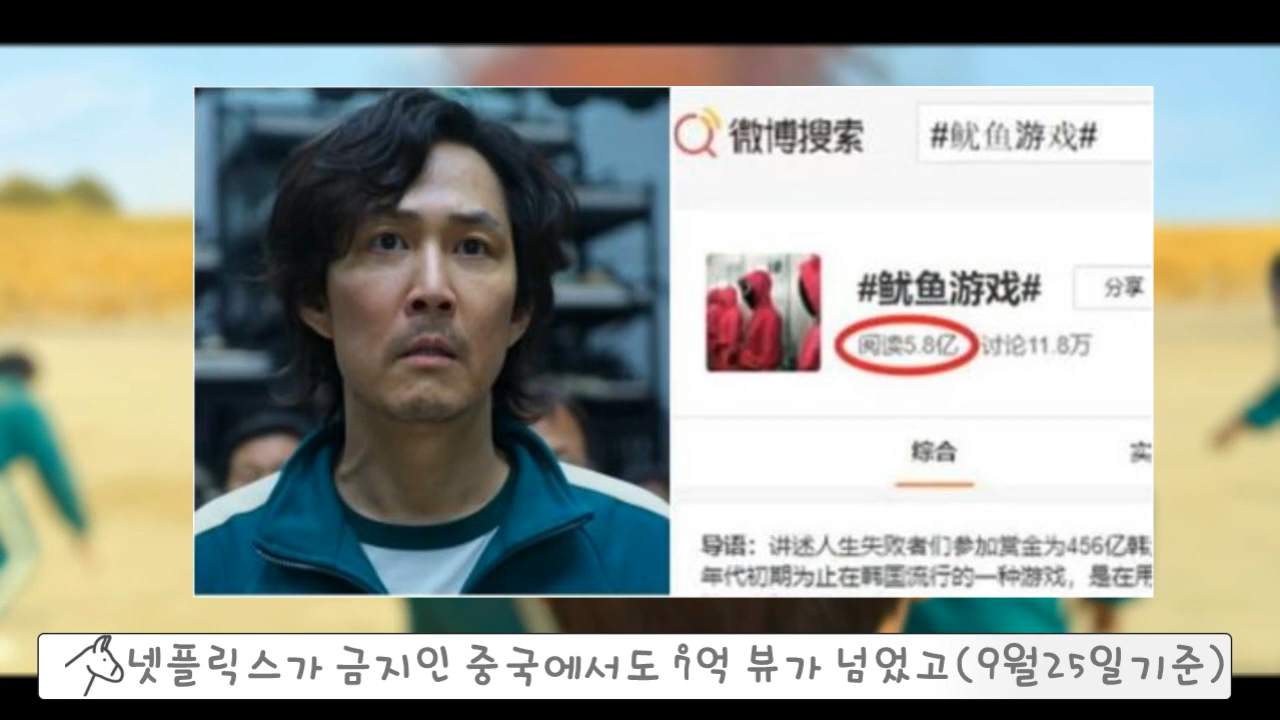 微博搜索
#鱿鱼游戏#
#鱿鱼游戏#
分享
阅读5.8亿 讨论11.8万
综合
实
导语：讲述人生失败者们参加赏金为456亿韩
年代初期为止在韩国流行的一种游戏，是在用
넷플릭스가 금지인 중국에서도 7억 뷰가 넘었고(9월25일기준)